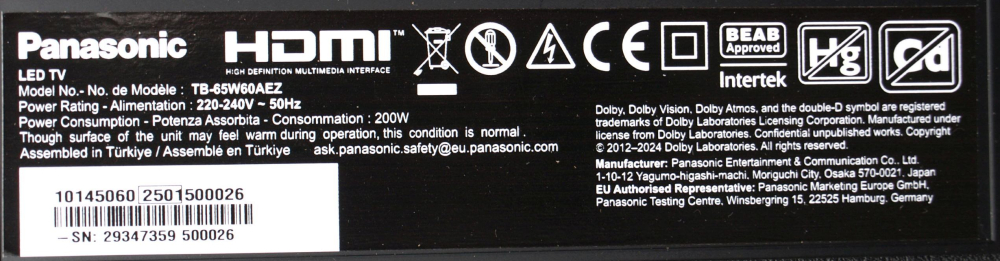 Panasonic
HDMI™
HIGH DEFINITION MULTIMEDIA INTERFACE
CE
BEAB
Approved
Intertek
Hg
Cd
LED TV
Model No.- No. de Modèle : TB-65W60AEZ
Power Rating - Alimentation : 220-240V ~ 50Hz
Power Consumption - Potenza Assorbita - Consommation : 200W
Though surface of the unit may feel warm during operation, this condition is normal .
Assembled in Türkiye / Assemblé en Türkiye ask.panasonic.safety@eu.panasonic.com
Dolby, Dolby Vision, Dolby Atmos, and the double-D symbol are registered
trademarks of Dolby Laboratories Licensing Corporation. Manufactured under
license from Dolby Laboratories. Confidential unpublished works. Copyright
© 2012–2024 Dolby Laboratories. All rights reserved.
Manufacturer: Panasonic Entertainment & Communication Co., Ltd.
1-10-12 Yagumo-higashi-machi, Moriguchi City, Osaka 570-0021, Japan
EU Authorised Representative: Panasonic Marketing Europe GmbH,
Panasonic Testing Centre, Winsbergring 15, 22525 Hamburg, Germany
10145060 2501500026
-SN: 29347359 500026